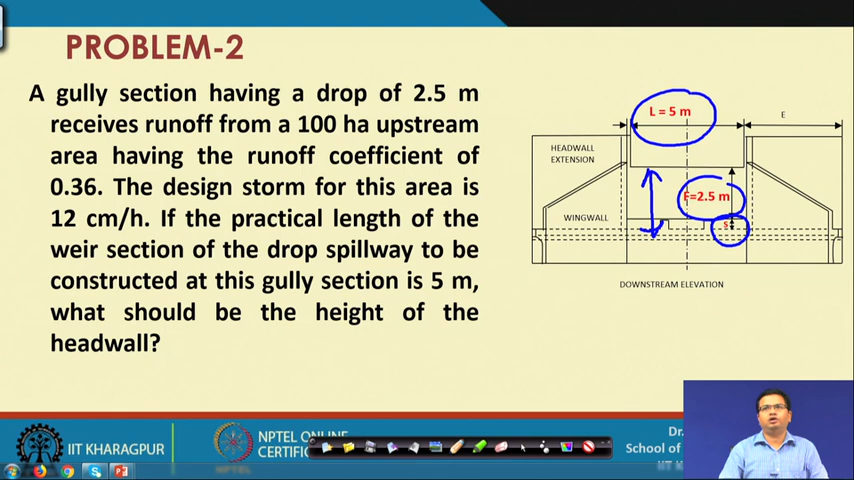 PROBLEM-2
A gully section having a drop of 2.5 m
receives runoff from a 100 ha upstream
area having the runoff coefficient of
0.36. The design storm for this area is
12 cm/h. If the practical length of the
weir section of the drop spillway to be
constructed at this gully section is 5 m,
what should be the height of the
headwall?
L = 5 m
E
HEADWALL
EXTENSION
F=2.5 m
WINGWALL
S
DOWNSTREAM ELEVATION
IIT KHARAGPUR
NPTEL ONLINE
CERTIFIC
Dr.
School of
IIT K